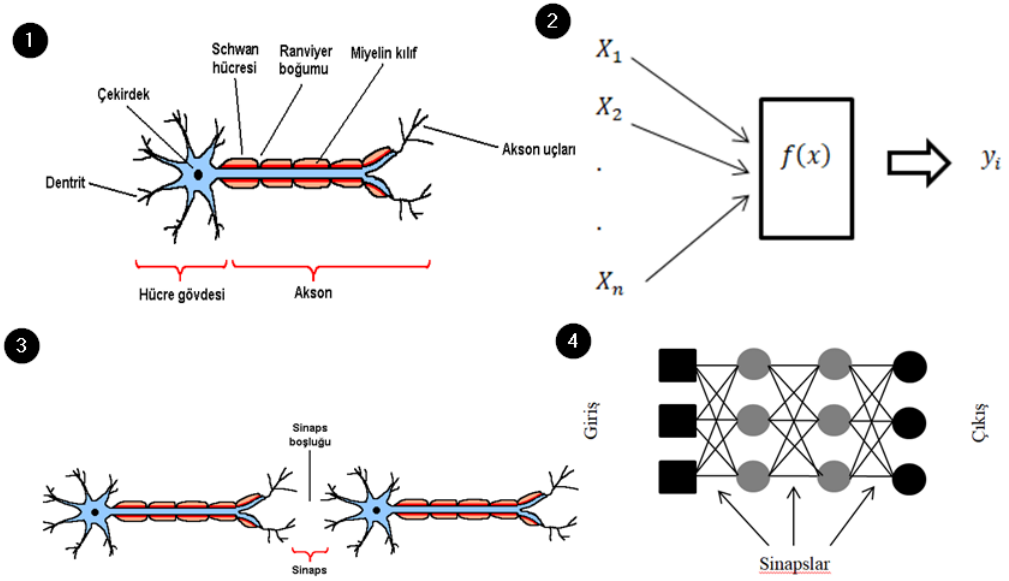 1
Schwan
hücresi
Ranviyer
boğumu
Miyelin kılıf
Çekirdek
Akson uçları
Dentrit
Hücre gövdesi
Akson
2
X1
X2
.
.
Xn
f(x)
yi
3
Sinaps
boşluğu
Sinaps
4
Giriş
Çıkış
Sinapslar